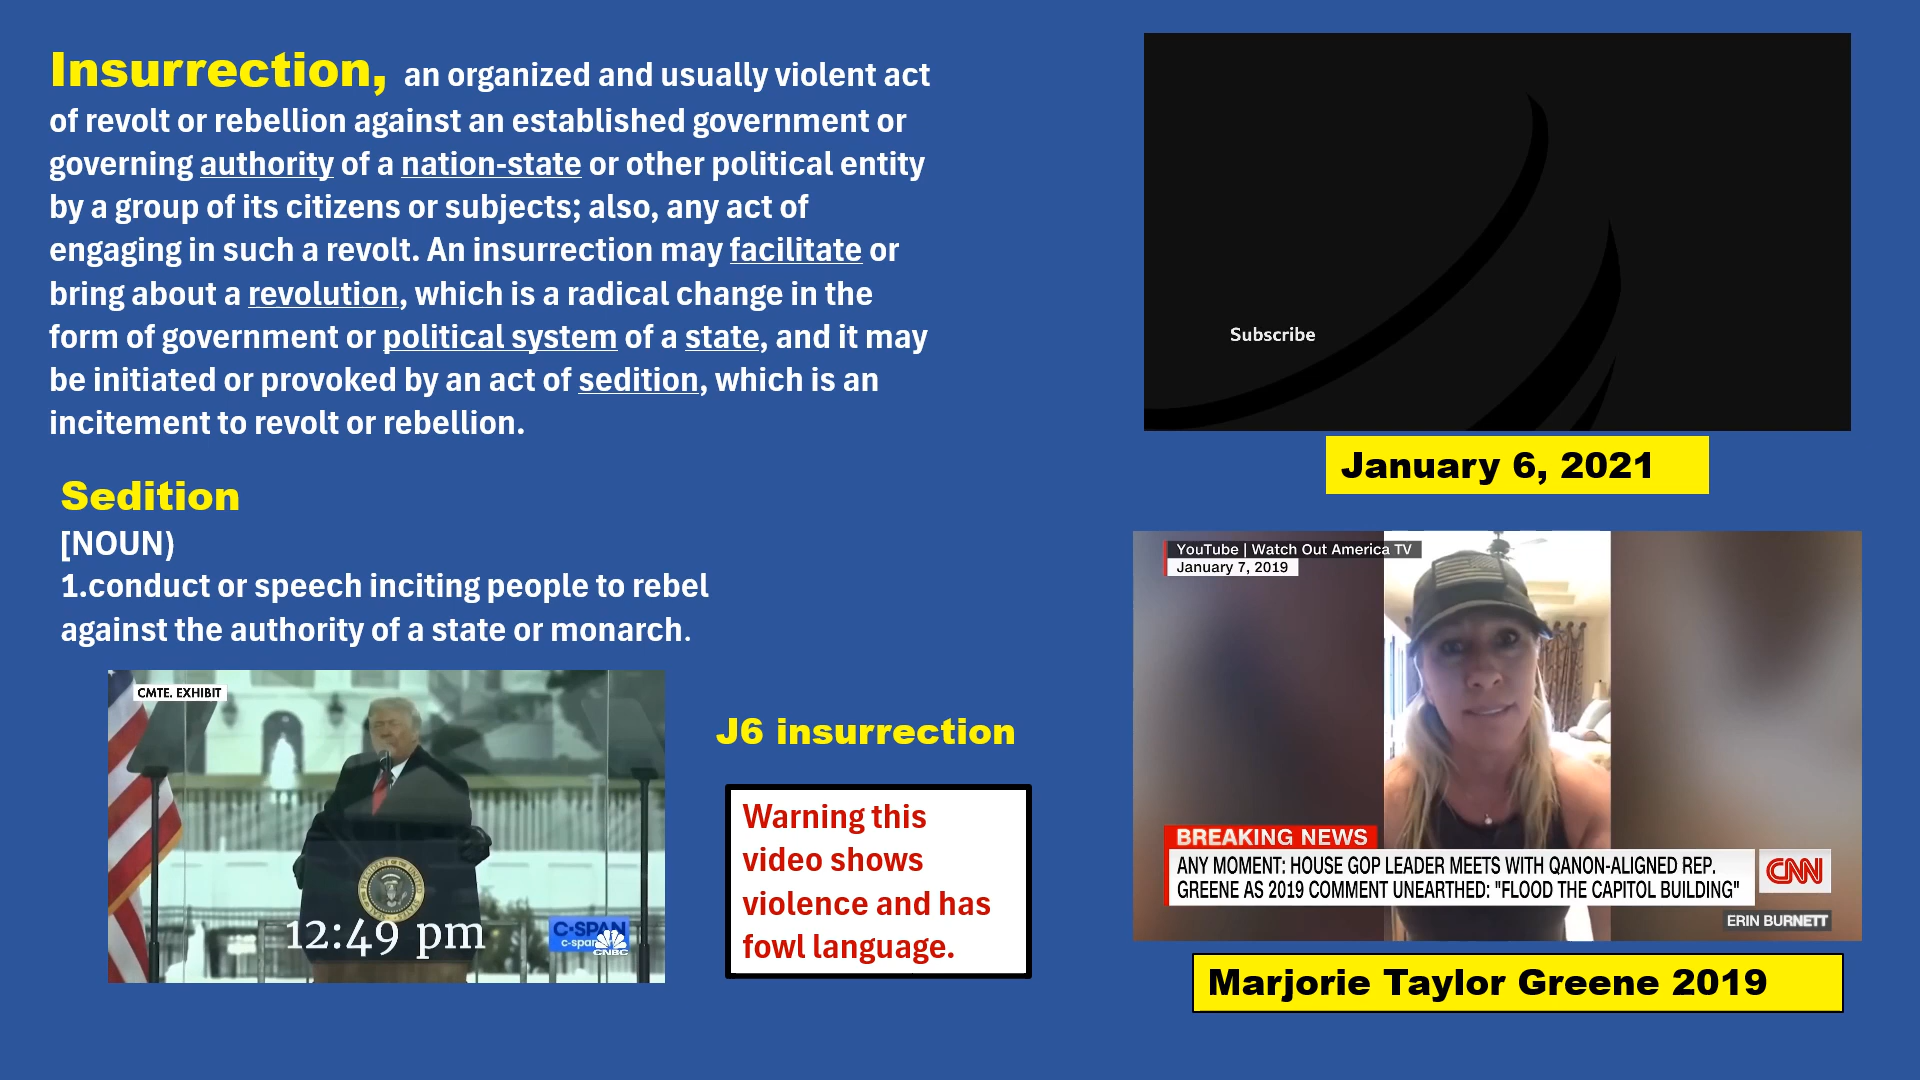 Insurrection, an organized and usually violent act
of revolt or rebellion against an established government or
governing authority of a nation-state or other political entity
by a group of its citizens or subjects; also, any act of
engaging in such a revolt. An insurrection may facilitate or
bring about a revolution, which is a radical change in the
form of government or political system of a state, and it may
be initiated or provoked by an act of sedition, which is an
incitement to revolt or rebellion.
Sedition
[NOUN)
1.conduct or speech inciting people to rebel
against the authority of a state or monarch.
CMTE. EXHIBIT
12:49 pm
C-SPAN
CNBC
J6 insurrection
Warning this
video shows
violence and has
fowl language.
Subscribe
January 6, 2021
YouTube | Watch Out America TV
January 7, 2019
BREAKING NEWS
ANY MOMENT: HOUSE GOP LEADER MEETS WITH QANON-ALIGNED REP.
GREENE AS 2019 COMMENT UNEARTHED: "FLOOD THE CAPITOL BUILDING"
CNN
ERIN BURNETT
Marjorie Taylor Greene 2019